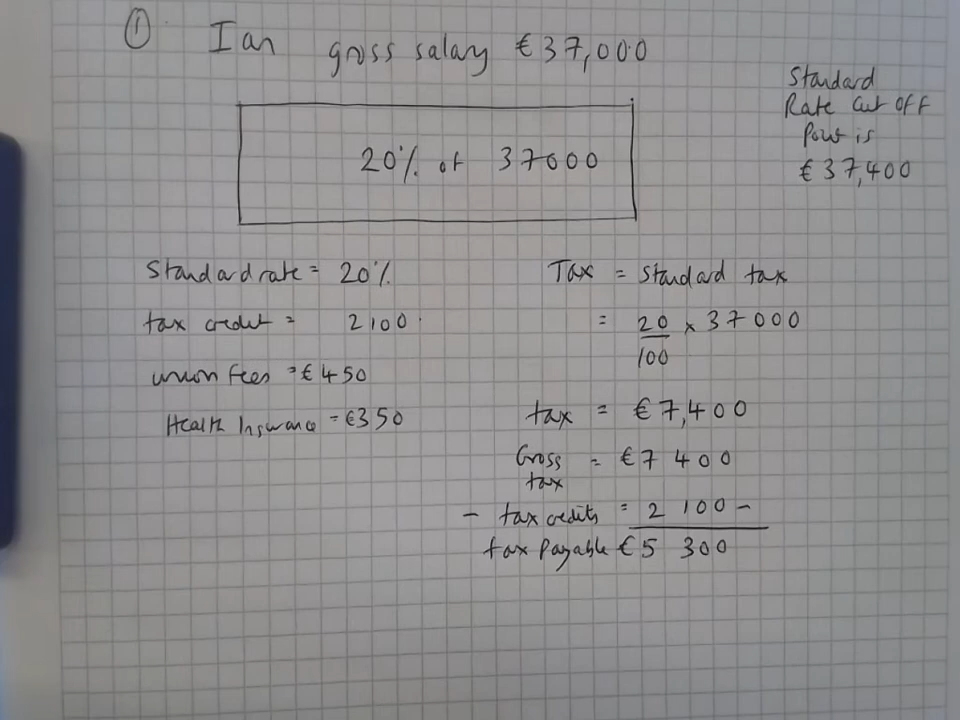 ① Ian gross salary € 37,000
Standard
Rate Cut OFF
Point is
€ 37,400
20% of 37000
Standard rate = 20%
tax credit = 2100
union fees = € 450
Health Insurance = €350
Tax = standard tax
= 20/100 x 37000
tax = € 7,400
Gross tax = € 7 400
- tax credits = 2 100 -
tax payable € 5 300